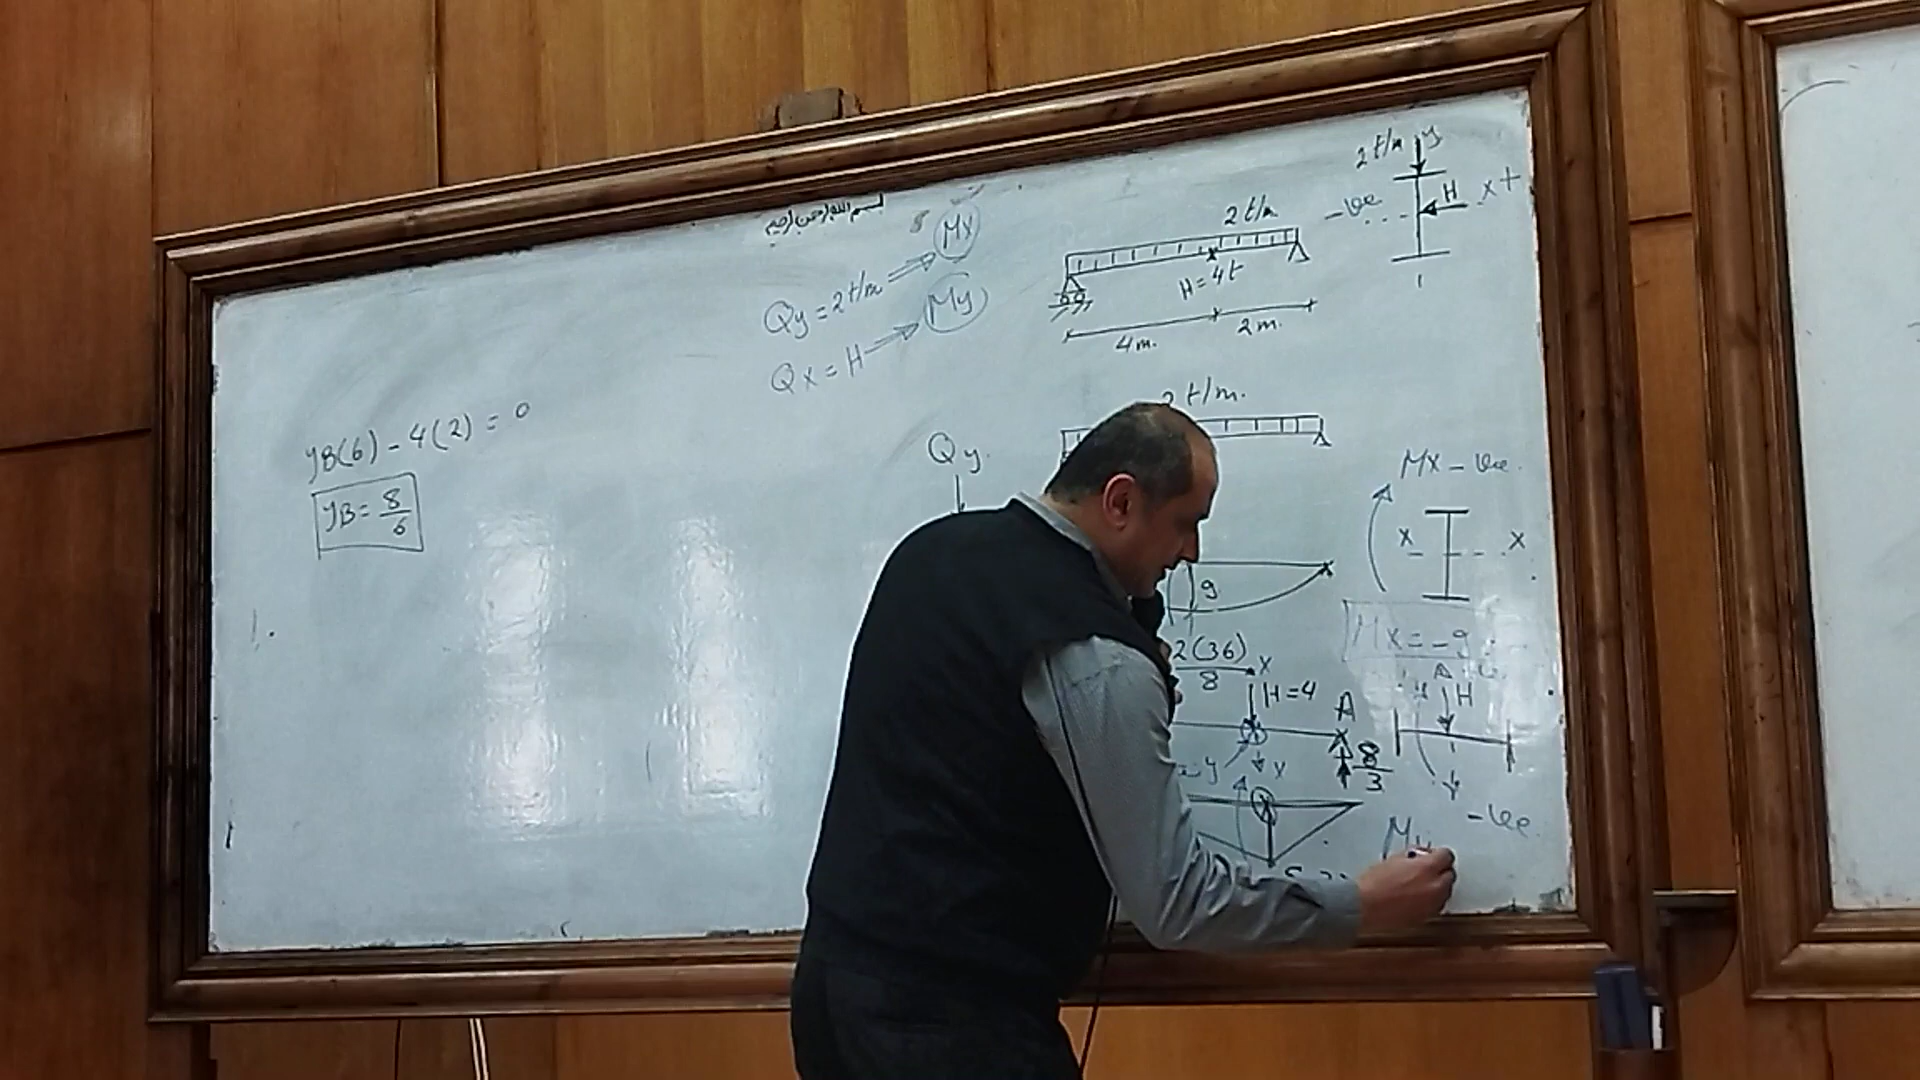 بسم الله الرحمن الرحيم
Qy = 2 t/m ⇒ Mx
Qx = H ⇒ My
yB(6) - 4(2) = 0
yB = 8/6
2 t/m
H = 4t
4m.
2m.
2 t/m
y
-ve
H
x +
2 t/m.
Qy.
9
2(36)/8
x
H = 4
A
y
x
8/3
Mx - ve.
x
x
Mx = -9
H
-ve
My